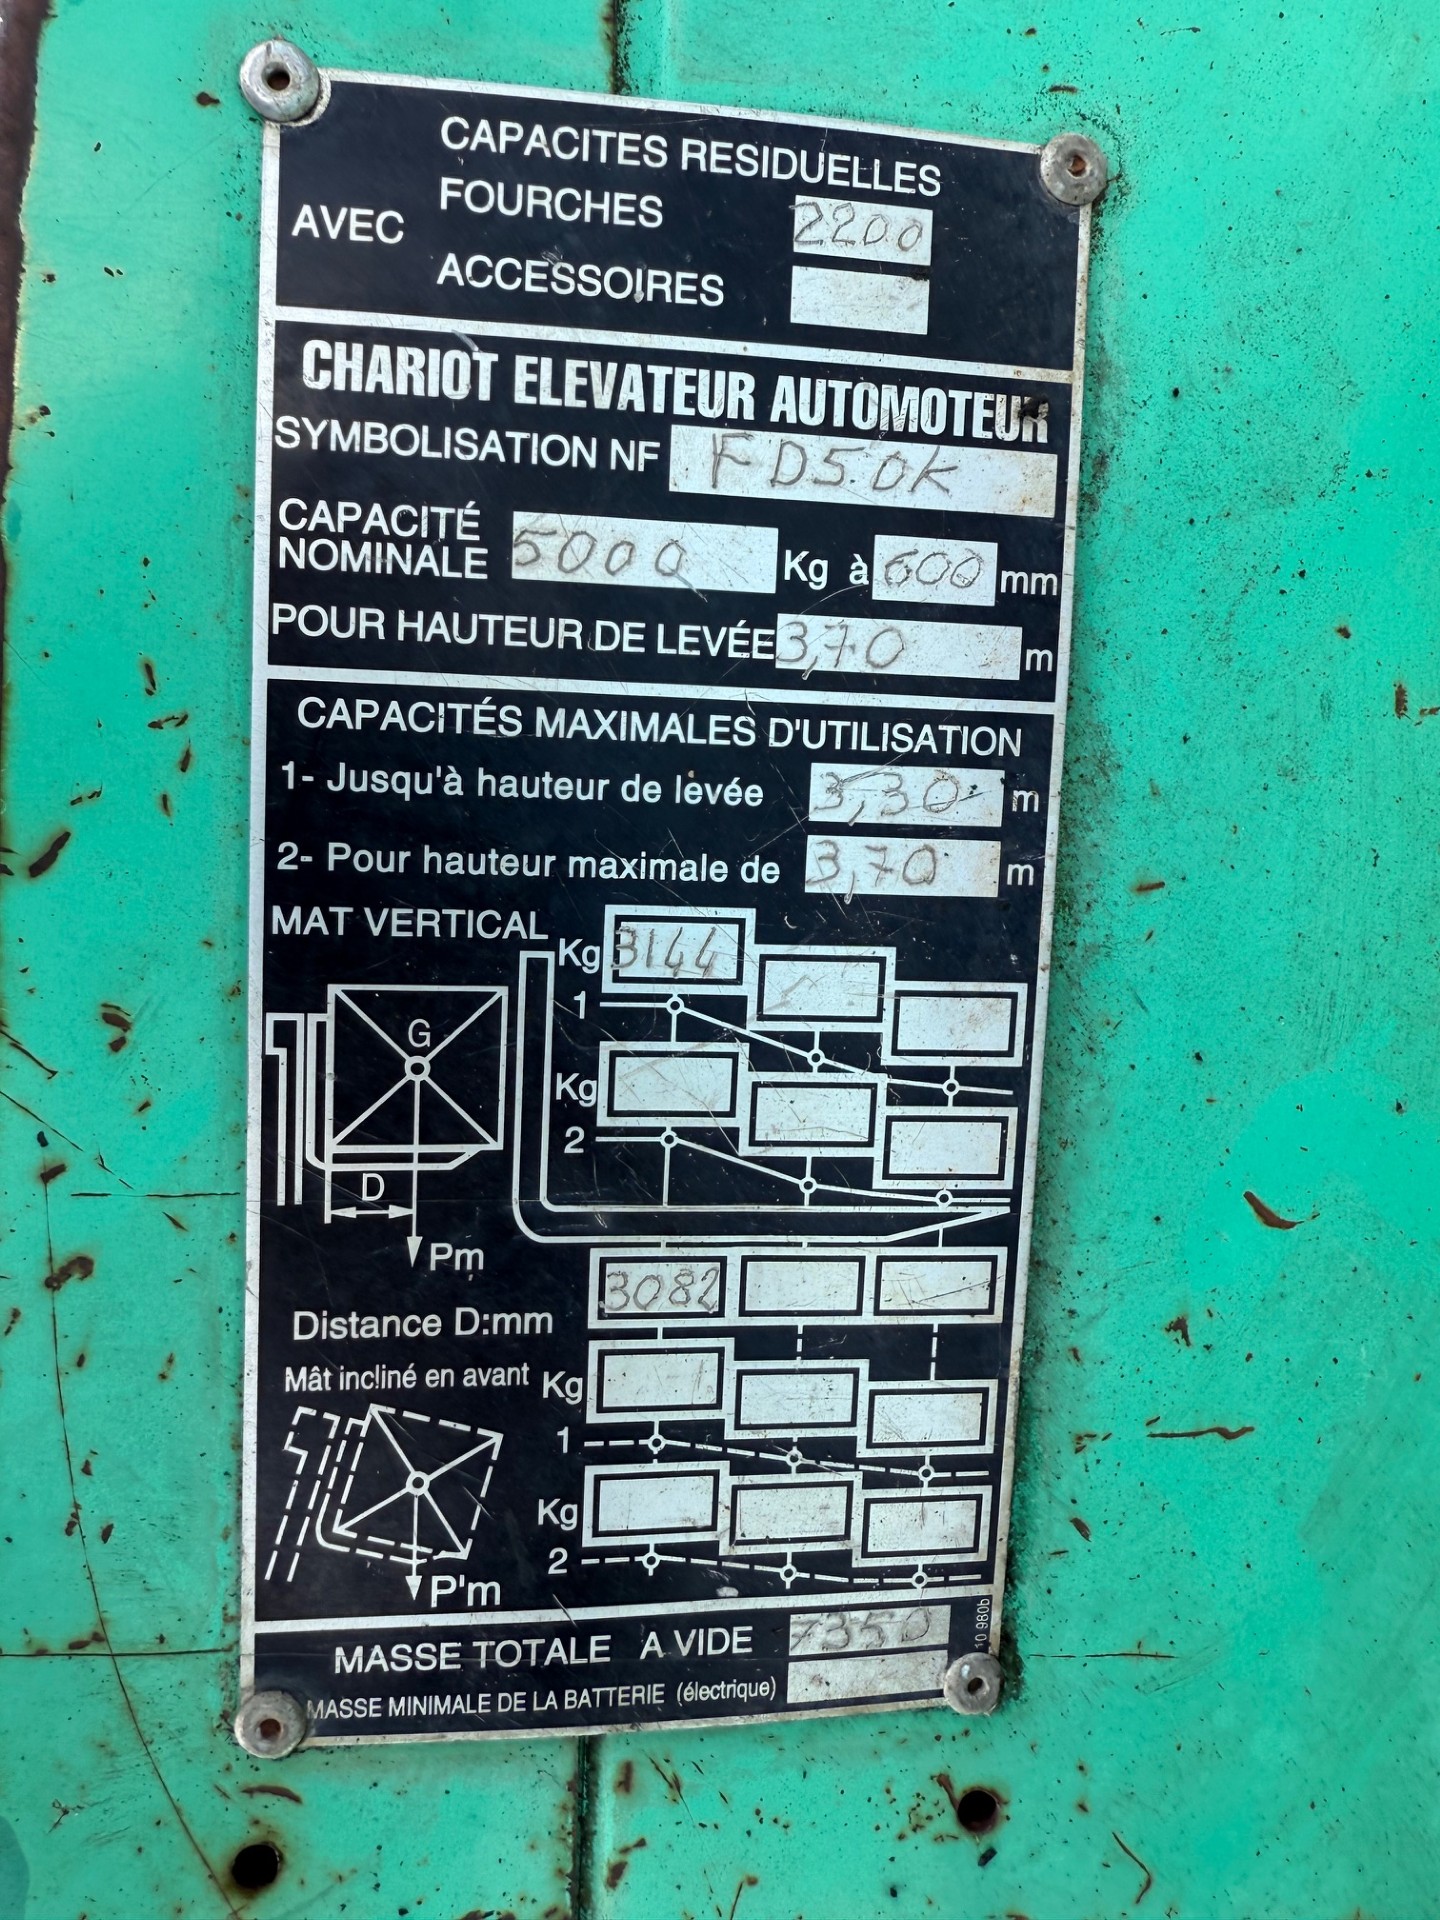 CAPACITES RESIDUELLES
AVEC FOURCHES 2200
ACCESSOIRES
CHARIOT ELEVATEUR AUTOMOTEUR
SYMBOLISATION NF FD50K
CAPACITÉ NOMINALE 5000 Kg à 600 mm
POUR HAUTEUR DE LEVÉE 3,70 m
CAPACITÉS MAXIMALES D'UTILISATION
1- Jusqu'à hauteur de levée 3,30 m
2- Pour hauteur maximale de 3,70 m
MAT VERTICAL Kg 3144
1
G
Kg
2
D
Pm
3082
Distance D:mm
Mât incliné en avant Kg
1
Kg
2
P'm
MASSE TOTALE A VIDE 7350
MASSE MINIMALE DE LA BATTERIE (électrique)
10 980b